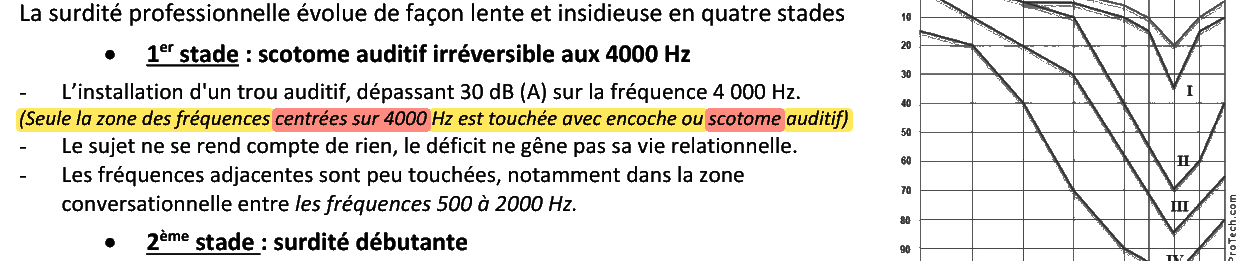 La surdité professionnelle évolue de façon lente et insidieuse en quatre stades
• 1er stade : scotome auditif irréversible aux 4000 Hz
- L’installation d'un trou auditif, dépassant 30 dB (A) sur la fréquence 4 000 Hz.
(Seule la zone des fréquences centrées sur 4000 Hz est touchée avec encoche ou scotome auditif)
- Le sujet ne se rend compte de rien, le déficit ne gêne pas sa vie relationnelle.
- Les fréquences adjacentes sont peu touchées, notamment dans la zone
conversationnelle entre les fréquences 500 à 2000 Hz.
• 2ème stade : surdité débutante
10
20
30
40
50
60
70
80
90
I
II
III
IV
ProTech.com